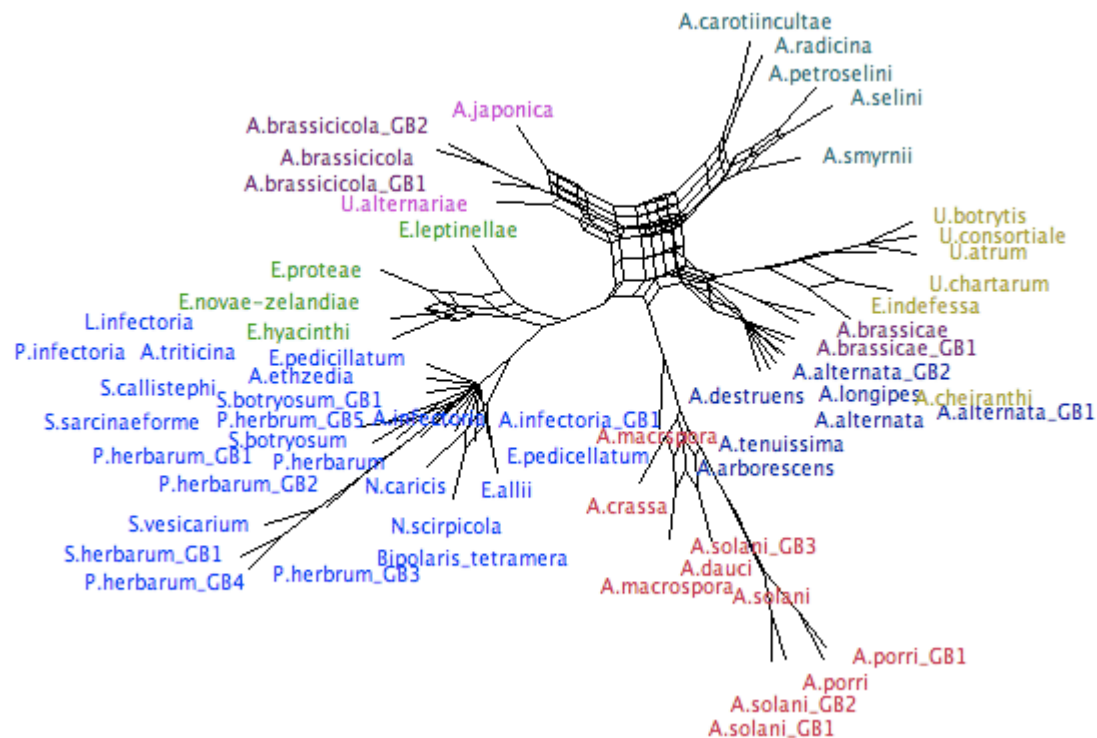 A.carotiincultae
A.radicina
A.petroselini
A.selini
A.japonica
A.brassicicola_GB2
A.brassicicola
A.smyrnii
A.brassicicola_GB1
U.alternariae
U.botrytis
E.leptinellae
U.consortiale
U.atrum
E.proteae
U.chartarum
E.novae-zelandiae
E.indefessa
L.infectoria
E.hyacinthi
A.brassicae
P.infectoria
A.triticina
E.pedicillatum
A.brassicae_GB1
A.ethzedia
A.alternata_GB2
S.callistephi
S.botryosum_GB1
A.destruens
A.longipes
A.cheiranthi
S.sarcinaeforme
P.herbrum_GB5
A.infectoria
A.infectoria_GB1
A.alternata
A.alternata_GB1
S.botryosum
A.macrspora
A.tenuissima
P.herbarum_GB1
P.herbarum
E.pedicellatum
A.arborescens
P.herbarum_GB2
N.caricis
E.allii
A.crassa
S.vesicarium
N.scirpicola
A.solani_GB3
S.herbarum_GB1
Bipolaris_tetramera
A.dauci
P.herbarum_GB4
P.herbrum_GB3
A.macrospora
A.solani
A.porri_GB1
A.porri
A.solani_GB2
A.solani_GB1